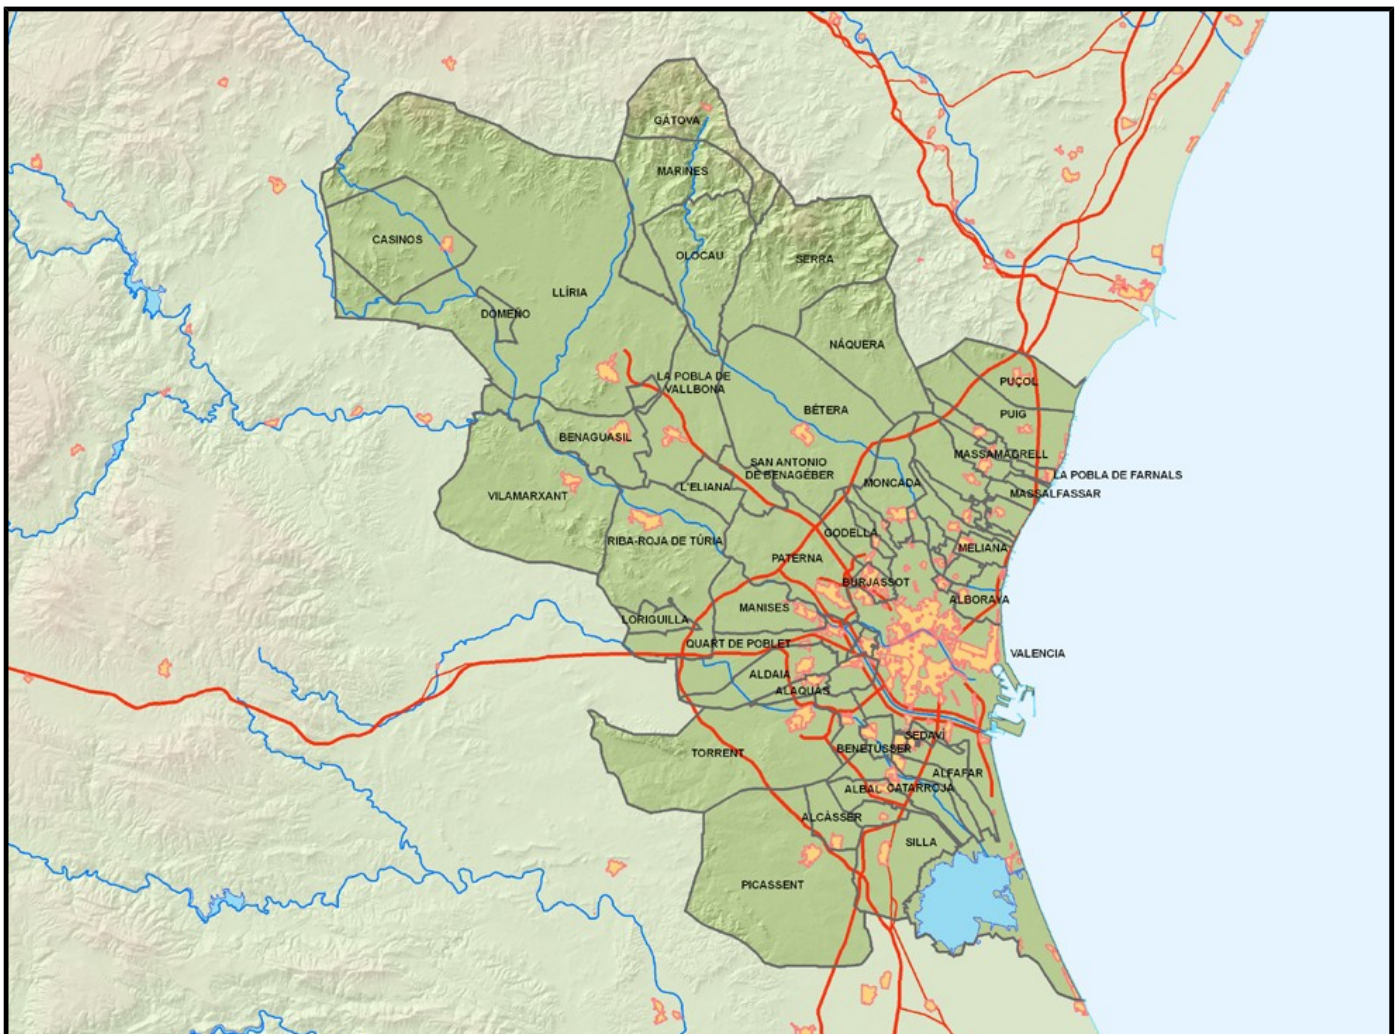 GÁTOVA
MARINES
CASINOS
OLOCAU
SERRA
LLÍRIA
DOMEÑO
NÁQUERA
LA POBLA DE
VALLBONA
PUÇOL
BÉTERA
PUIG
BENAGUASIL
MASSAMAGRELL
SAN ANTONIO
DE BENAGÉBER
LA POBLA DE FARNALS
L'ELIANA
MONCADA
VILAMARXANT
MASSALFASSAR
GODELLA
RIBA-ROJA DE TÚRIA
MELIANA
PATERNA
BURJASSOT
ALBORAYA
MANISES
LORIGUILLA
QUART DE POBLET
VALENCIA
ALDAIA
ALAQUÀS
SEDAVÍ
BENETÚSSER
TORRENT
ALFAFAR
ALBAL
CATARROJA
ALCÀSSER
SILLA
PICASSENT